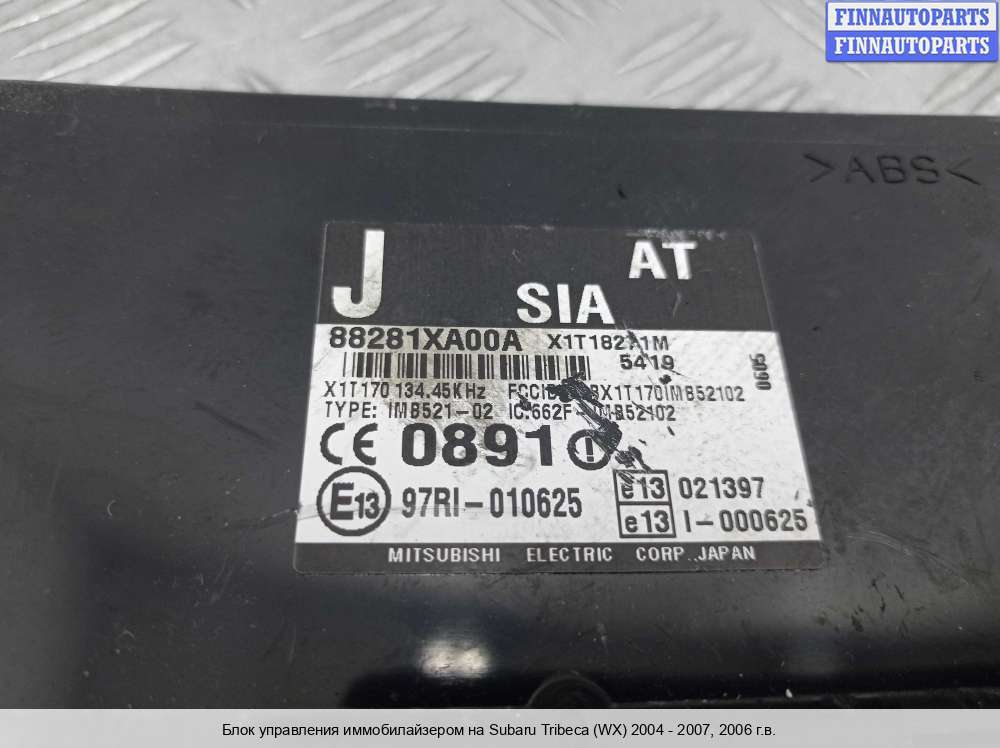 FINNAUTOPARTS
FINNAUTOPARTS
>ABS<
J
AT
SIA
88281XA00A
5419
9090
X1T170 134.45KHz
TYPE: IMB521-02
CE 0891
E13 97RI-010625
e13 021397
e13 I-000625
MITSUBISHI ELECTRIC CORP. JAPAN
Блок управления иммобилайзером на Subaru Tribeca (WX) 2004 - 2007, 2006 г.в.